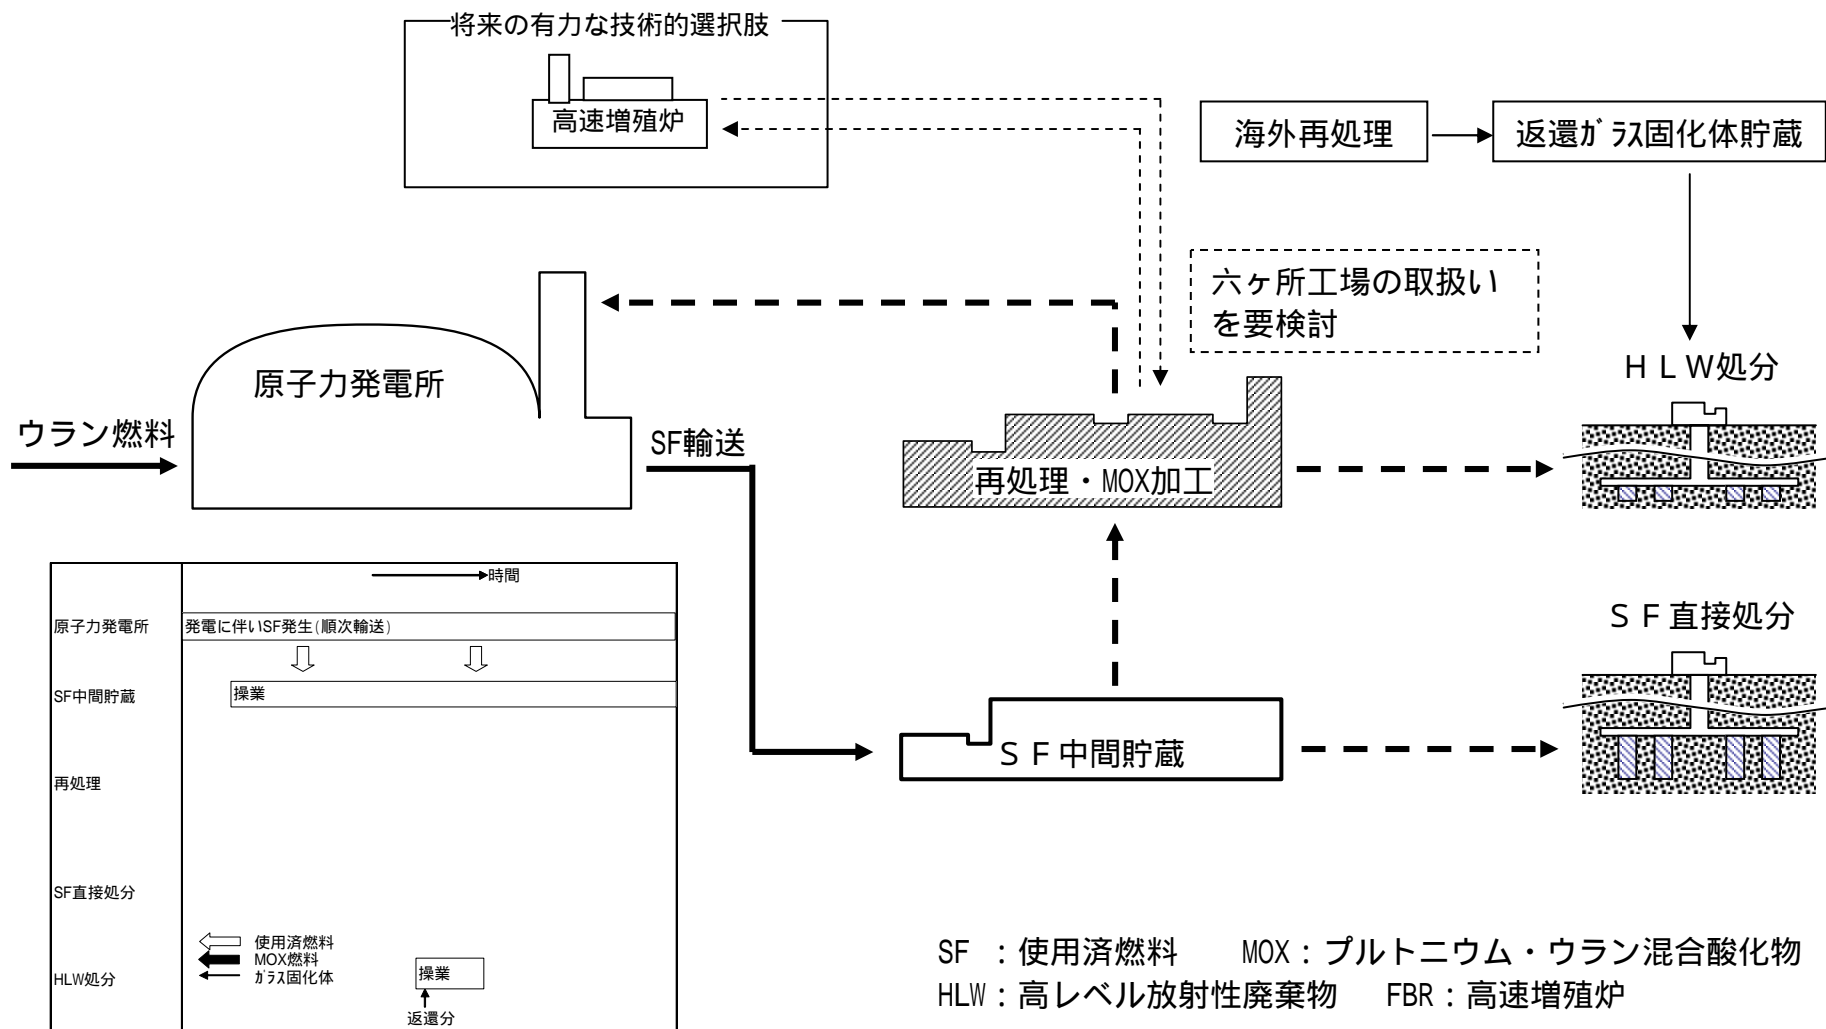 将来の有力な技術的選択肢
高速増殖炉
海外再処理
返還ｶﾞﾗｽ固化体貯蔵
六ヶ所工場の取扱い
を要検討
ＨＬＷ処分
原子力発電所
ウラン燃料
SF輸送
再処理・MOX加工
ＳＦ直接処分
ＳＦ中間貯蔵
時間
原子力発電所
発電に伴いSF発生(順次輸送)
SF中間貯蔵
操業
再処理
SF直接処分
使用済燃料
MOX燃料
ｶﾞﾗｽ固化体
HLW処分
操業
返還分
SF ：使用済燃料 MOX：プルトニウム・ウラン混合酸化物
HLW：高レベル放射性廃棄物 FBR：高速増殖炉